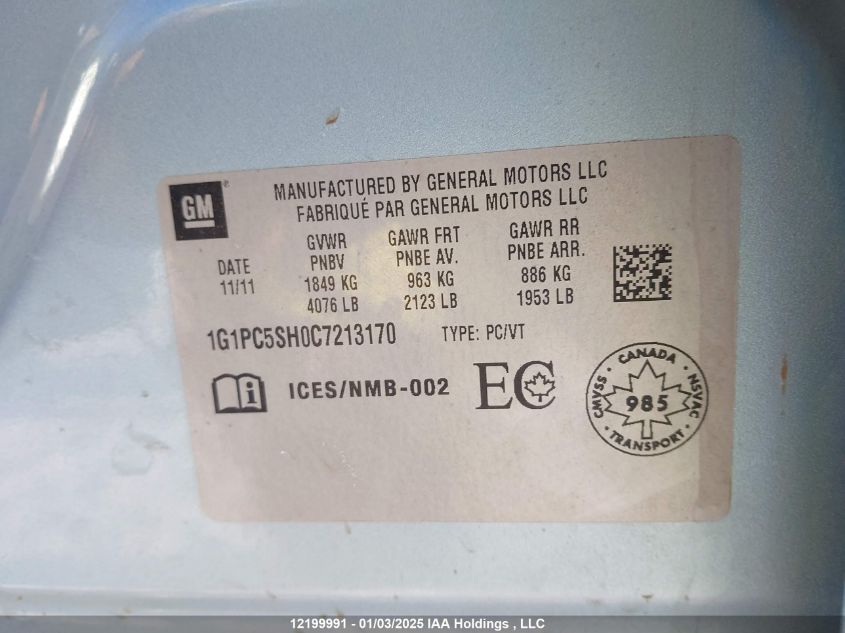 GM®
MANUFACTURED BY GENERAL MOTORS LLC
FABRIQUÉ PAR GENERAL MOTORS LLC
DATE
11/11
GVWR
PNBV
1849 KG
4076 LB
GAWR FRT
PNBE AV.
963 KG
2123 LB
GAWR RR
PNBE ARR.
886 KG
1953 LB
1G1PC5SH0C7213170 TYPE: PC/VT
i ICES/NMB-002 EC
CANADA
CMVSS 985 NSVAC
TRANSPORT
12199991 - 01/03/2025 IAA Holdings , LLC